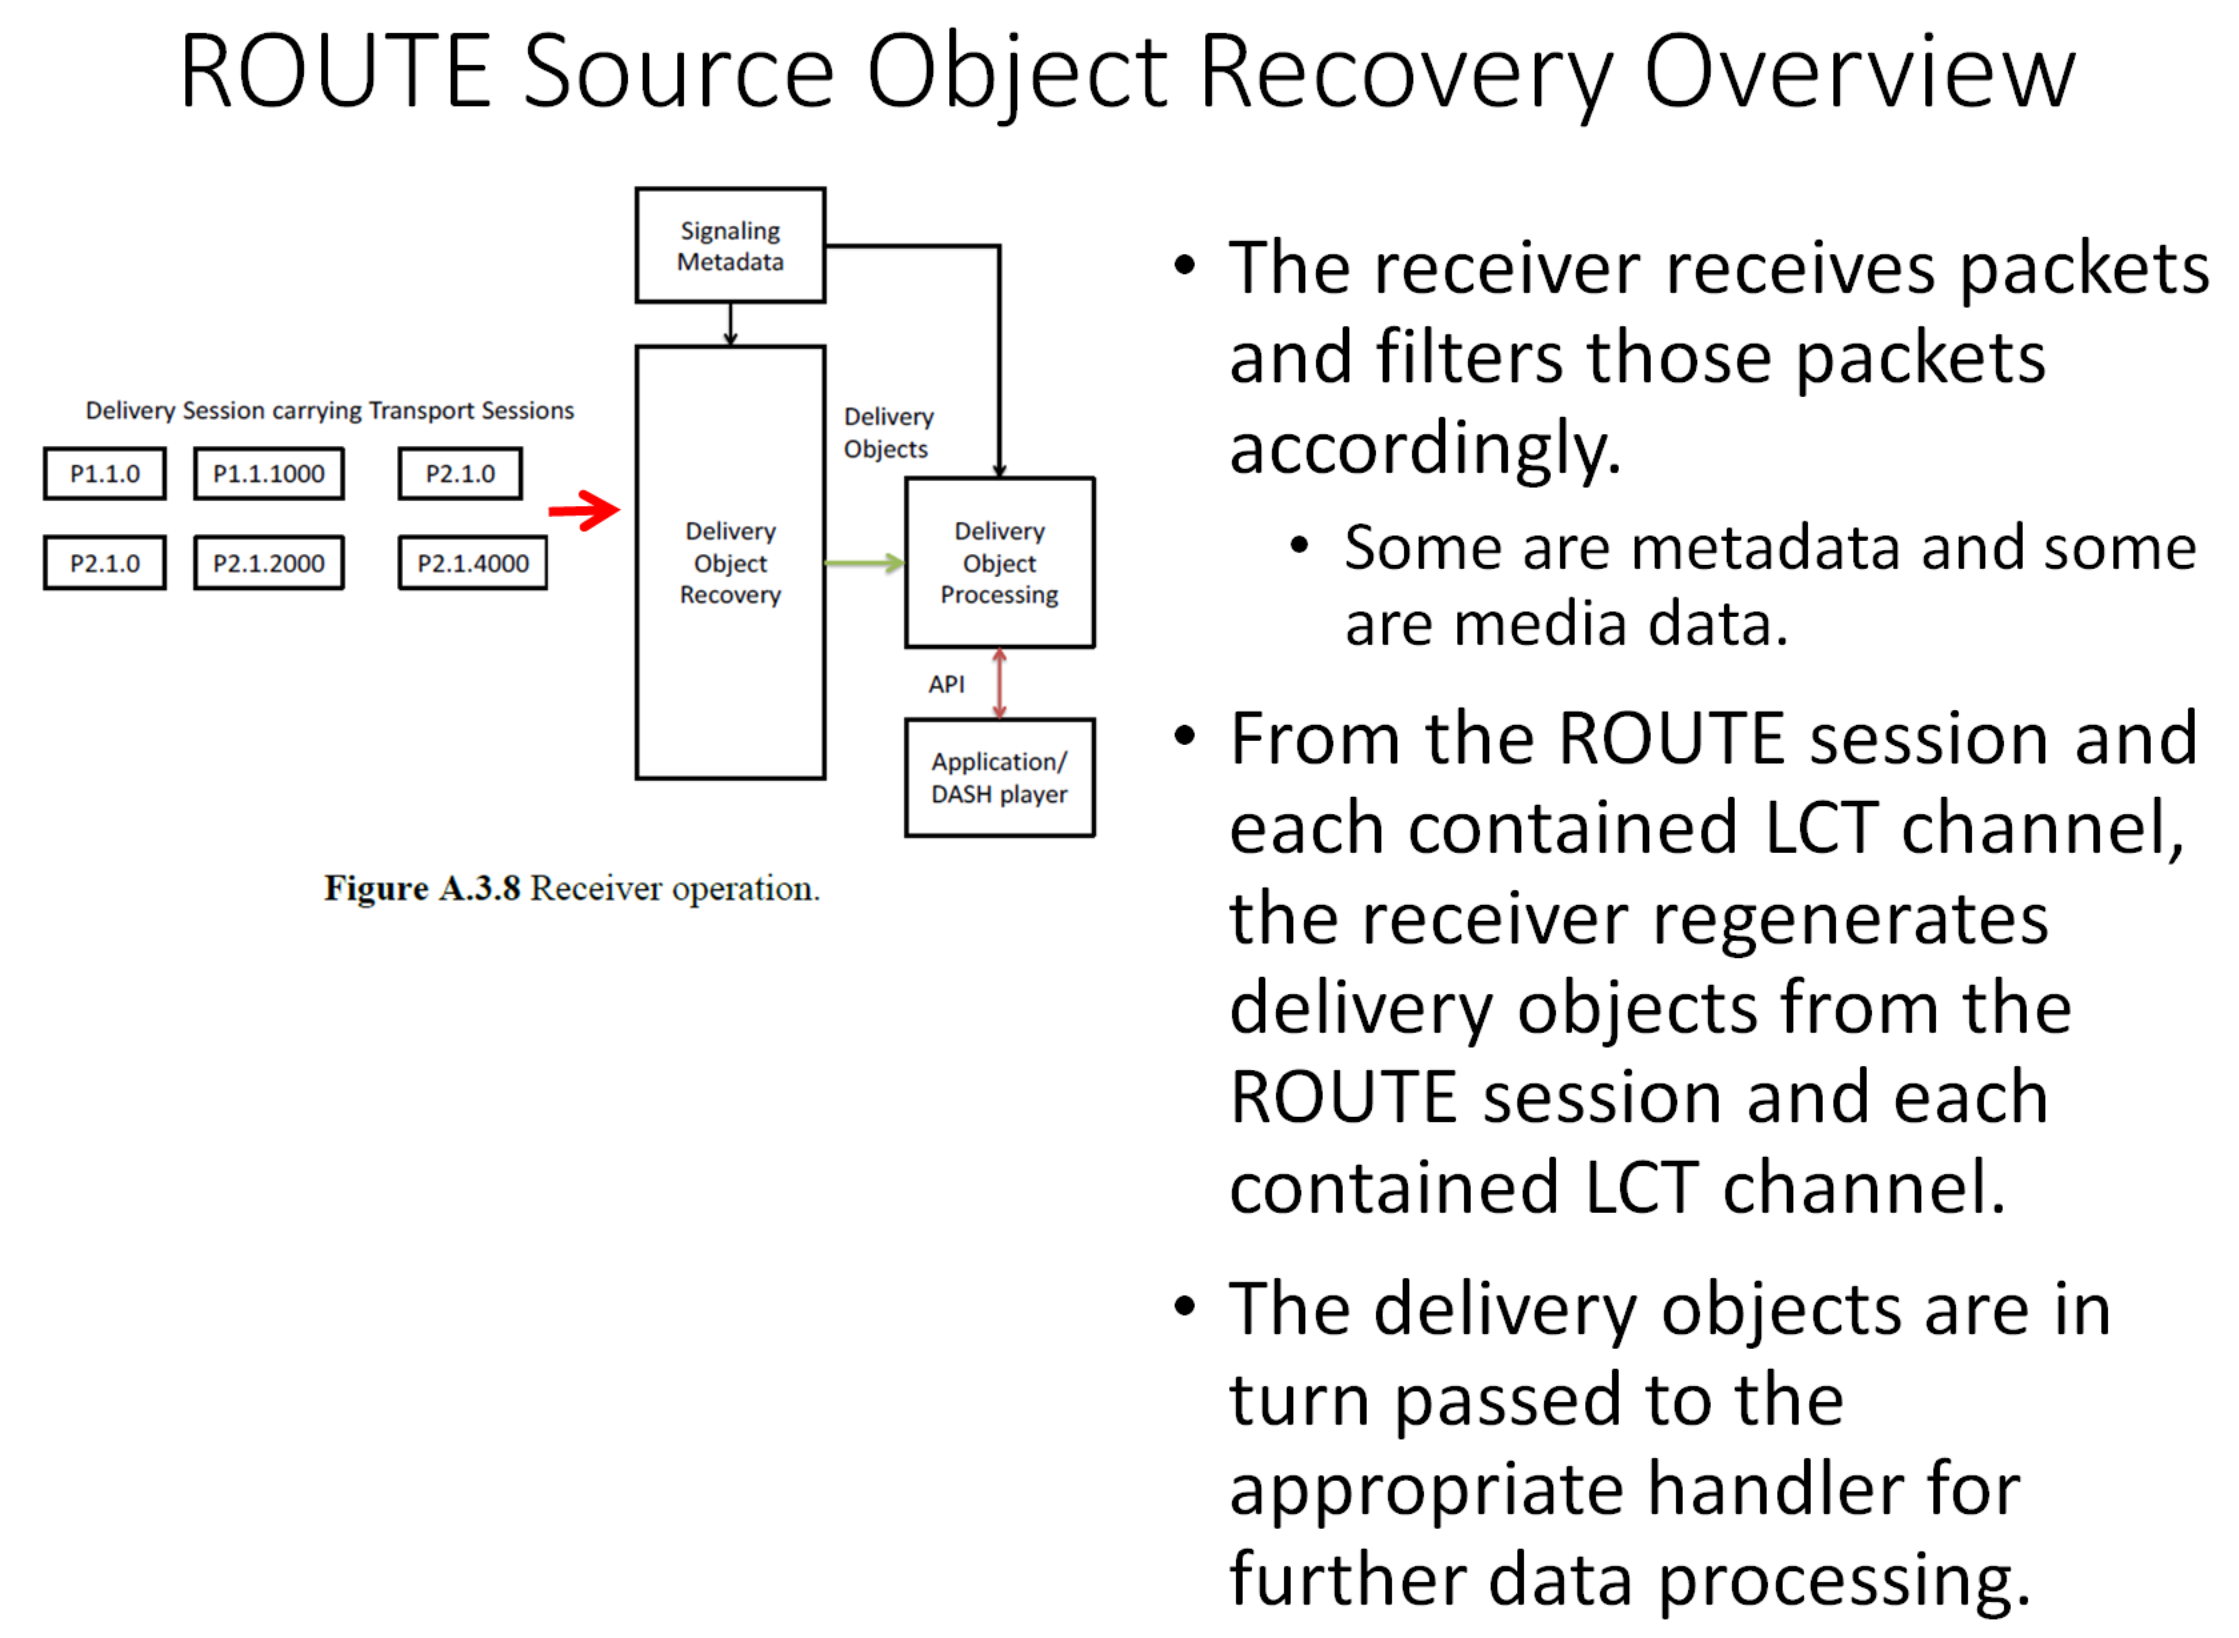 ROUTE Source Object Recovery Overview
Signaling
Metadata
Delivery Session carrying Transport Sessions
P1.1.0
P1.1.1000
P2.1.0
P2.1.0
P2.1.2000
P2.1.4000
Delivery
Object
Recovery
Delivery
Objects
Delivery
Object
Processing
API
Application/
DASH player
Figure A.3.8 Receiver operation.
• The receiver receives packets
and filters those packets
accordingly.
• Some are metadata and some
are media data.
• From the ROUTE session and
each contained LCT channel,
the receiver regenerates
delivery objects from the
ROUTE session and each
contained LCT channel.
• The delivery objects are in
turn passed to the
appropriate handler for
further data processing.